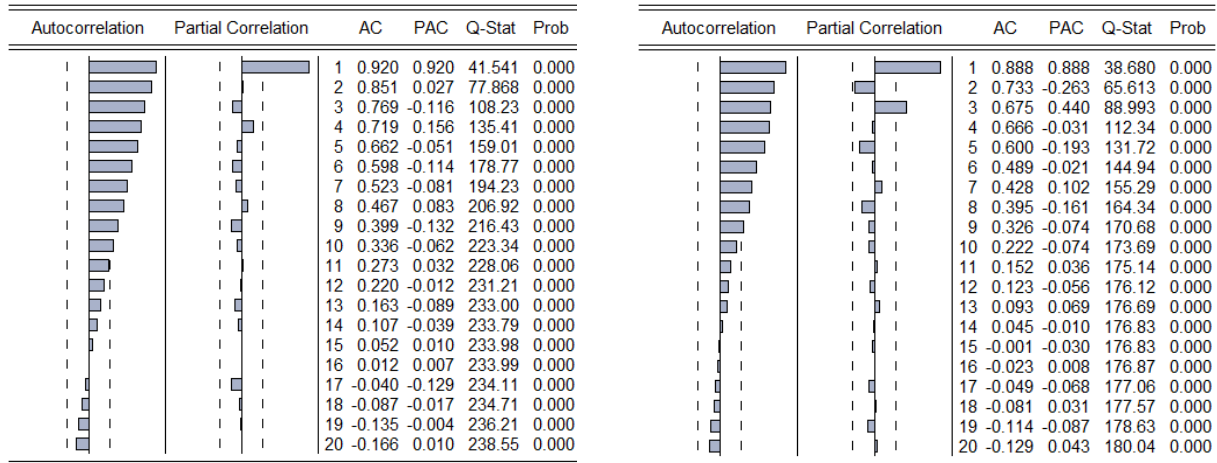 Autocorrelation Partial Correlation AC PAC Q-Stat Prob
1 0.920 0.920 41.541 0.000
2 0.851 0.027 77.868 0.000
3 0.769 -0.116 108.23 0.000
4 0.719 0.156 135.41 0.000
5 0.662 -0.051 159.01 0.000
6 0.598 -0.114 178.77 0.000
7 0.523 -0.081 194.23 0.000
8 0.467 0.083 206.92 0.000
9 0.399 -0.132 216.43 0.000
10 0.336 -0.062 223.34 0.000
11 0.273 0.032 228.06 0.000
12 0.220 -0.012 231.21 0.000
13 0.163 -0.089 233.00 0.000
14 0.107 -0.039 233.79 0.000
15 0.052 0.010 233.98 0.000
16 0.012 0.007 233.99 0.000
17 -0.040 -0.129 234.11 0.000
18 -0.087 -0.017 234.71 0.000
19 -0.135 -0.004 236.21 0.000
20 -0.166 0.010 238.55 0.000
Autocorrelation Partial Correlation AC PAC Q-Stat Prob
1 0.888 0.888 38.680 0.000
2 0.733 -0.263 65.613 0.000
3 0.675 0.440 88.993 0.000
4 0.666 -0.031 112.34 0.000
5 0.600 -0.193 131.72 0.000
6 0.489 -0.021 144.94 0.000
7 0.428 0.102 155.29 0.000
8 0.395 -0.161 164.34 0.000
9 0.326 -0.074 170.68 0.000
10 0.222 -0.074 173.69 0.000
11 0.152 0.036 175.14 0.000
12 0.123 -0.056 176.12 0.000
13 0.093 0.069 176.69 0.000
14 0.045 -0.010 176.83 0.000
15 -0.001 -0.030 176.83 0.000
16 -0.023 0.008 176.87 0.000
17 -0.049 -0.068 177.06 0.000
18 -0.081 0.031 177.57 0.000
19 -0.114 -0.087 178.63 0.000
20 -0.129 0.043 180.04 0.000